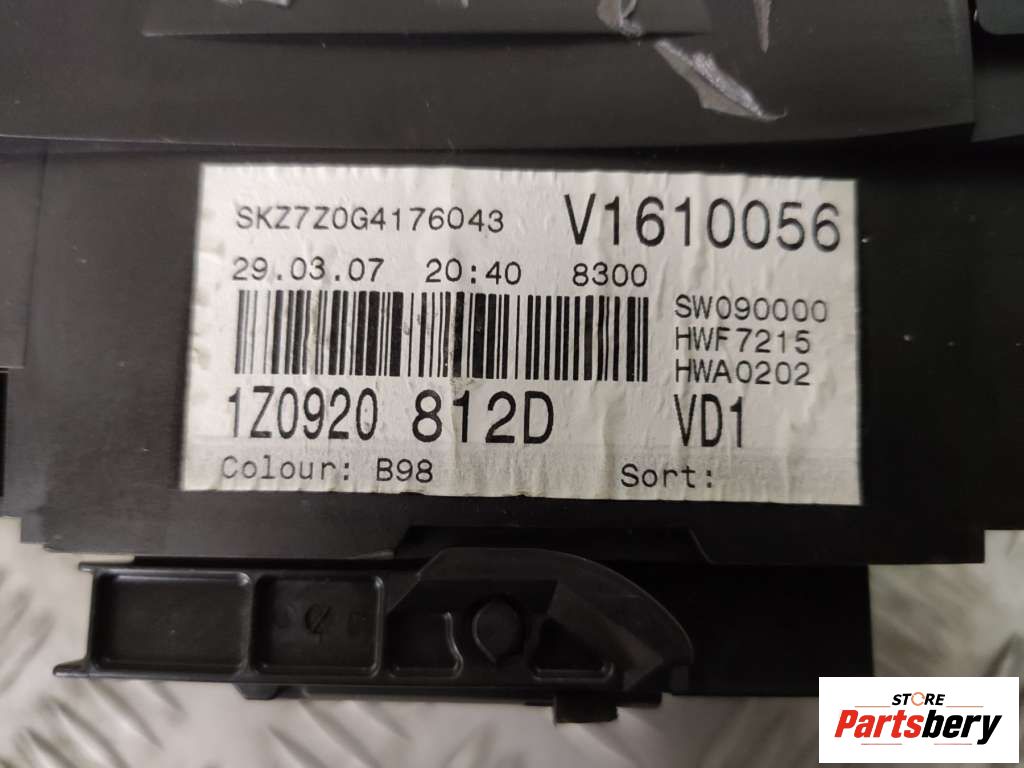 SKZ7Z0G4176043 V1610056
29.03.07 20:40 8300
SW090000
HWF7215
HWA0202
1Z0920 812D VD1
Colour: B98 Sort:
STORE
Partsbery